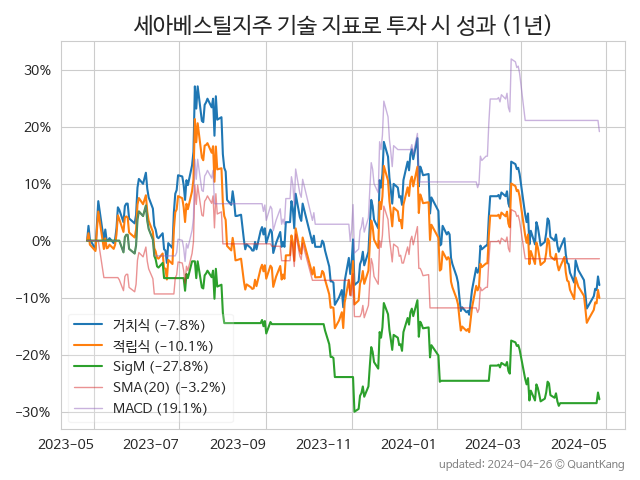 세아베스틸지주 기술 지표로 투자 시 성과 (1년)
30%
20%
10%
0%
−10%
−20%
−30%
거치식 (−7.8%)
적립식 (−10.1%)
SigM (−27.8%)
SMA(20) (−3.2%)
MACD (19.1%)
2023-05 2023-07 2023-09 2023-11 2024-01 2024-03 2024-05
updated: 2024-04-26 © QuantKang